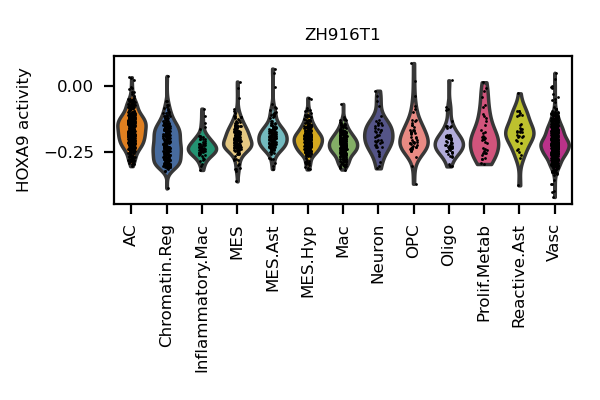 ZH916T1
HOXA9 activity
0.00
−0.25
AC
Chromatin.Reg
Inflammatory.Mac
MES
MES.Ast
MES.Hyp
Mac
Neuron
OPC
Oligo
Prolif.Metab
Reactive.Ast
Vasc